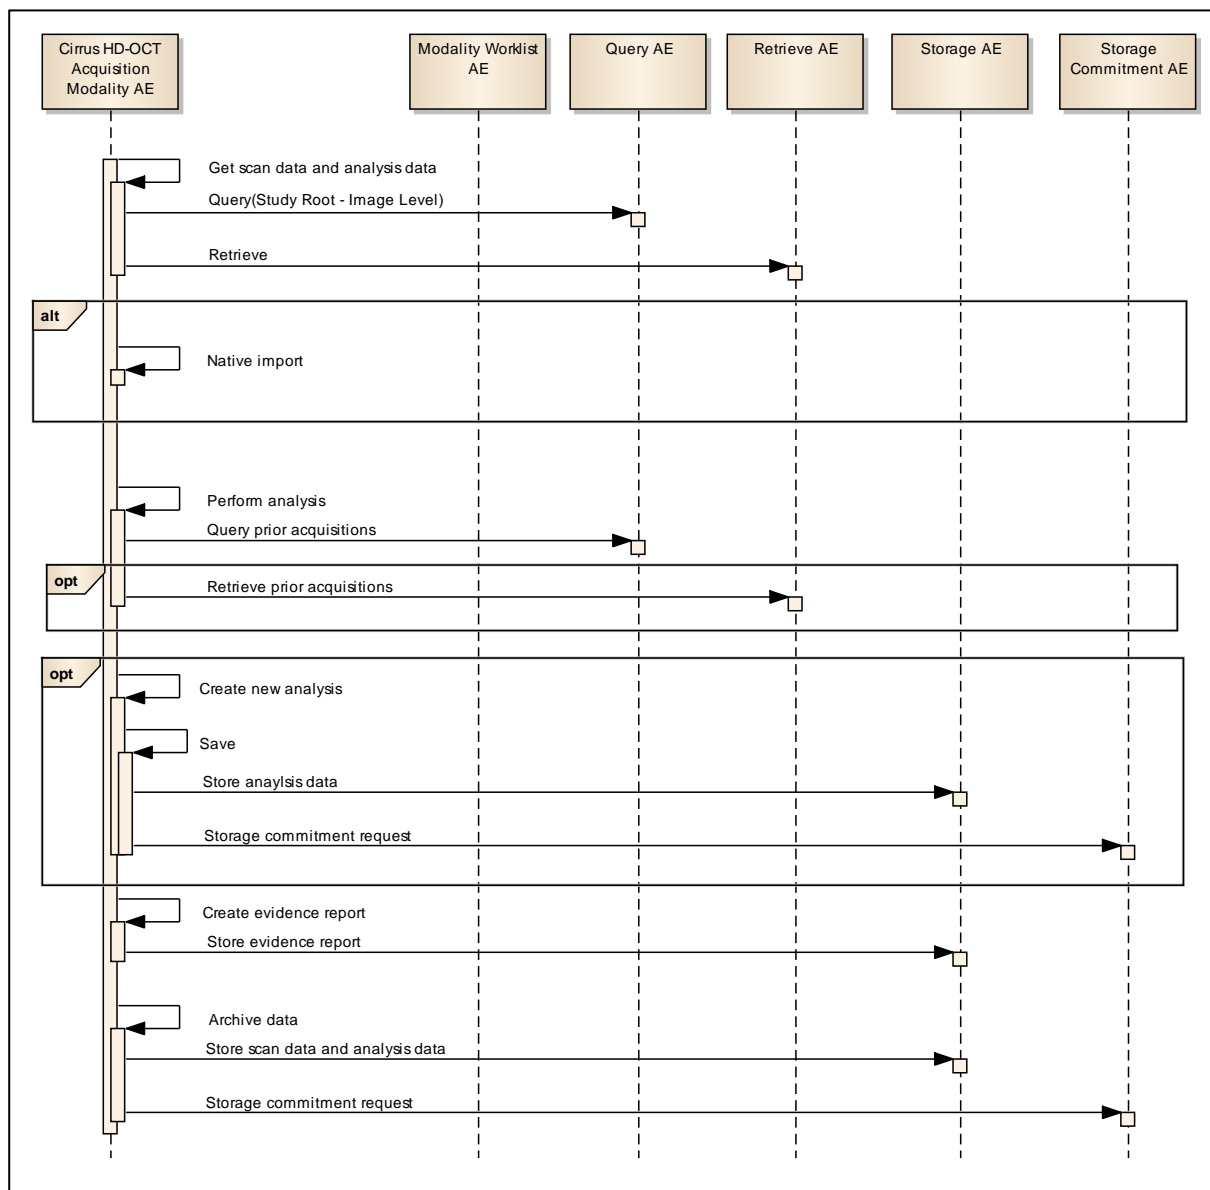 Cirrus HD-OCT
Acquisition
Modality AE
Modality Worklist
AE
Query AE
Retrieve AE
Storage AE
Storage
Commitment AE
Get scan data and analysis data
Query(Study Root - Image Level)
Retrieve
alt
Native import
Perform analysis
Query prior acquisitions
opt
Retrieve prior acquisitions
opt
Create new analysis
Save
Store anaylsis data
Storage commitment request
Create evidence report
Store evidence report
Archive data
Store scan data and analysis data
Storage commitment request